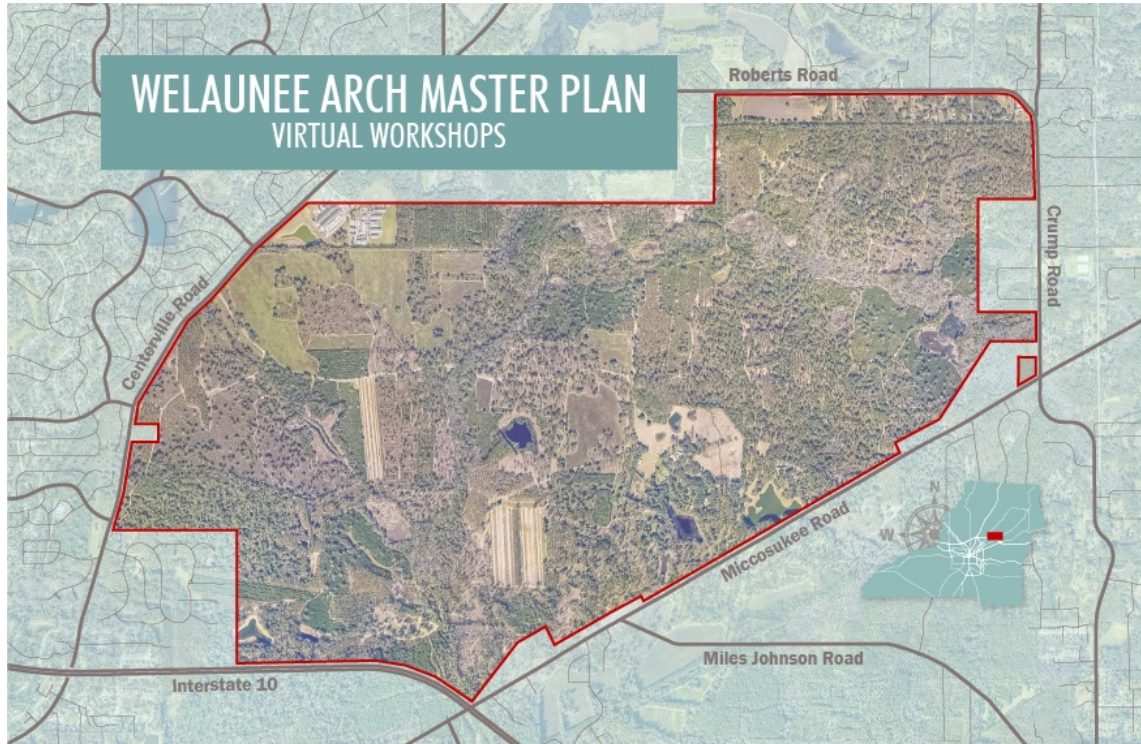 WELAUNEE ARCH MASTER PLAN
VIRTUAL WORKSHOPS
Roberts Road
Crump Road
Centerville Road
N
W
Miccosukee Road
Miles Johnson Road
Interstate 10